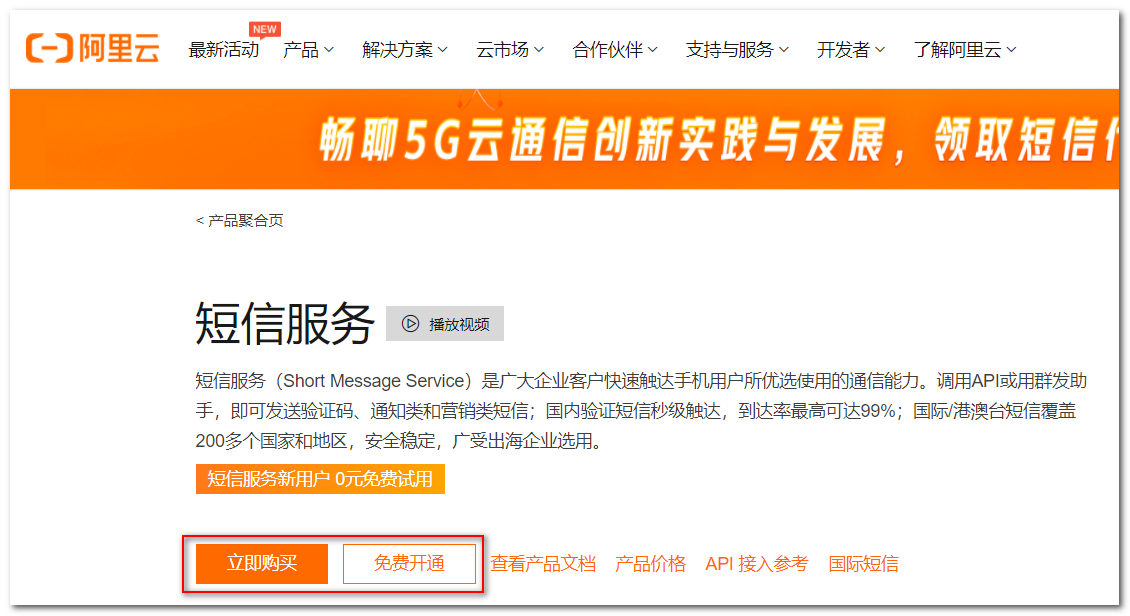 阿里云 最新活动 NEW 产品 解决方案 云市场 合作伙伴 支持与服务 开发者 了解阿里云
畅聊5G云通信创新实践与发展，领取短信
< 产品聚合页
短信服务 播放视频
短信服务（Short Message Service）是广大企业客户快速触达手机用户所优选使用的通信能力。调用API或用群发助
手，即可发送验证码、通知类和营销类短信；国内验证短信秒级触达，到达率最高可达99%；国际/港澳台短信覆盖
200多个国家和地区，安全稳定，广受出海企业选用。
短信服务新用户 0元免费试用
立即购买 免费开通 查看产品文档 产品价格 API 接入参考 国际短信